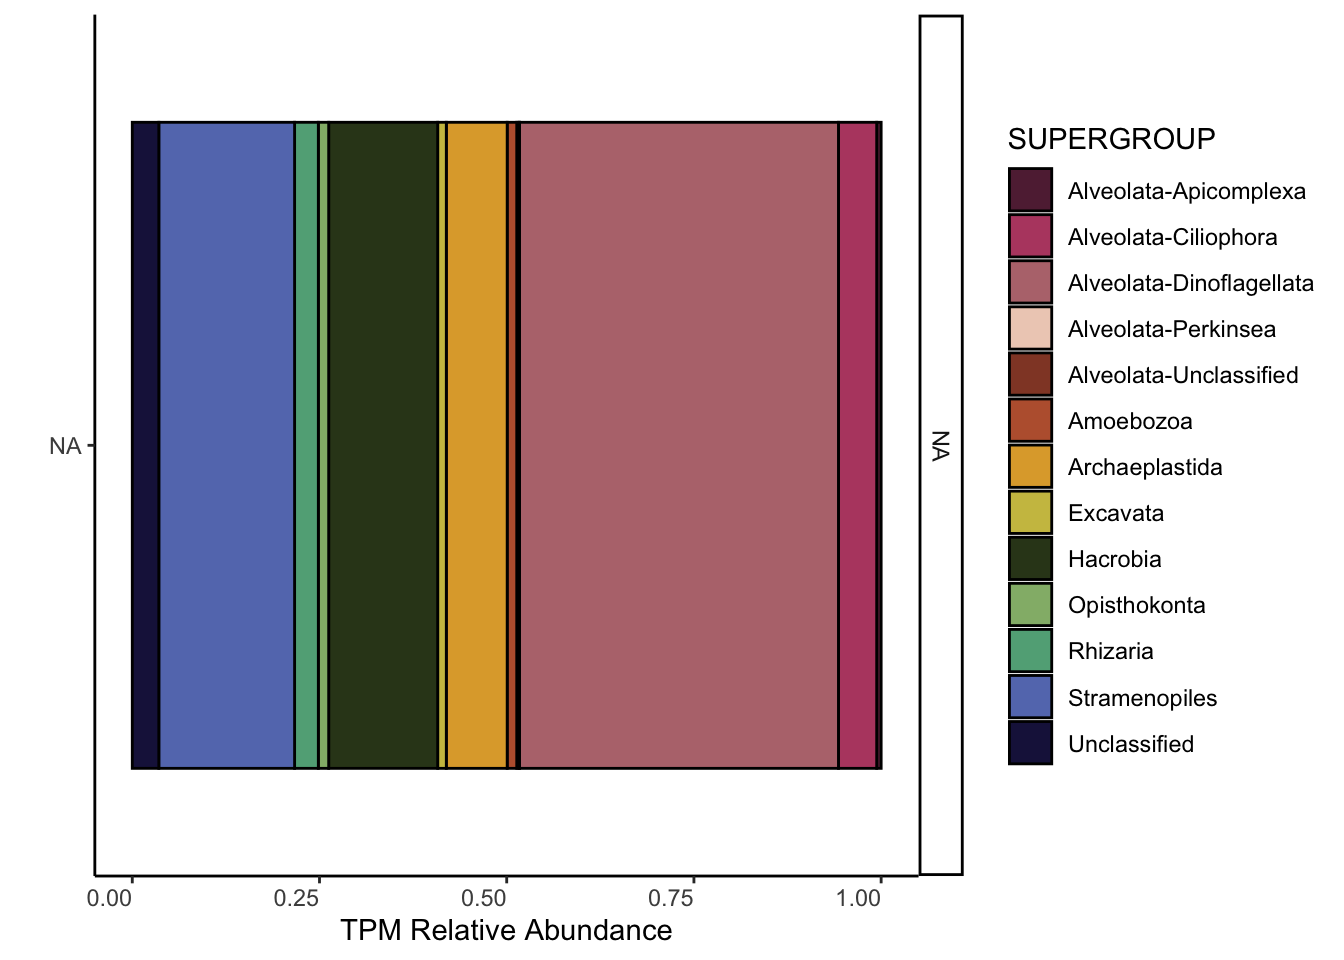 NA
NA
0.00 0.25 0.50 0.75 1.00
TPM Relative Abundance
SUPERGROUP
Alveolata-Apicomplexa
Alveolata-Ciliophora
Alveolata-Dinoflagellata
Alveolata-Perkinsea
Alveolata-Unclassified
Amoebozoa
Archaeplastida
Excavata
Hacrobia
Opisthokonta
Rhizaria
Stramenopiles
Unclassified